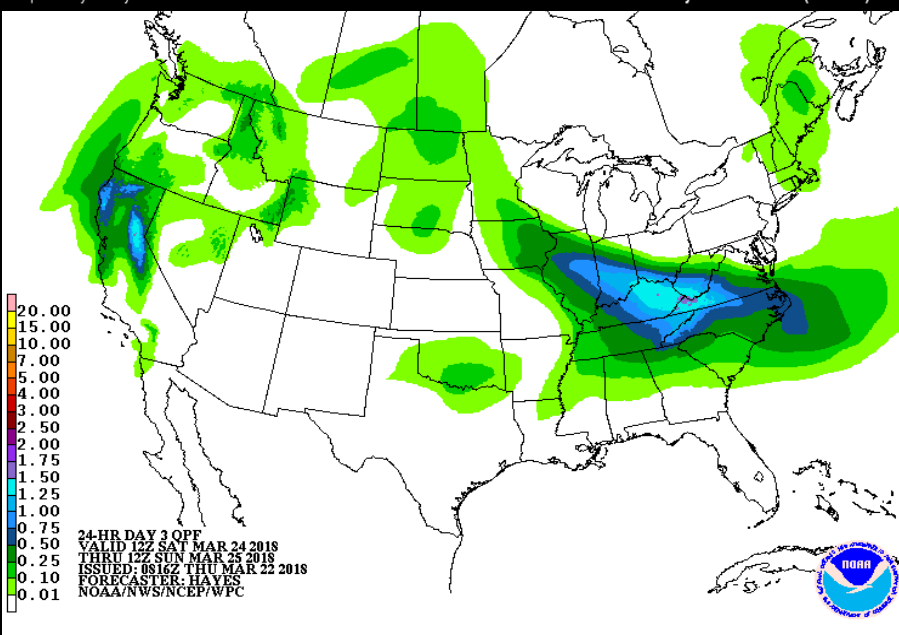 20.00
15.00
10.00
7.00
5.00
4.00
3.00
2.50
2.00
1.75
1.50
1.25
1.00
0.75
0.50
0.25
0.10
0.01
24-HR DAY 3 QPF
VALID 12Z SAT MAR 24 2018
THRU 12Z SUN MAR 25 2018
ISSUED: 0816Z THU MAR 22 2018
FORECASTER: HAYES
NOAA/NWS/NCEP/WPC
NOAA